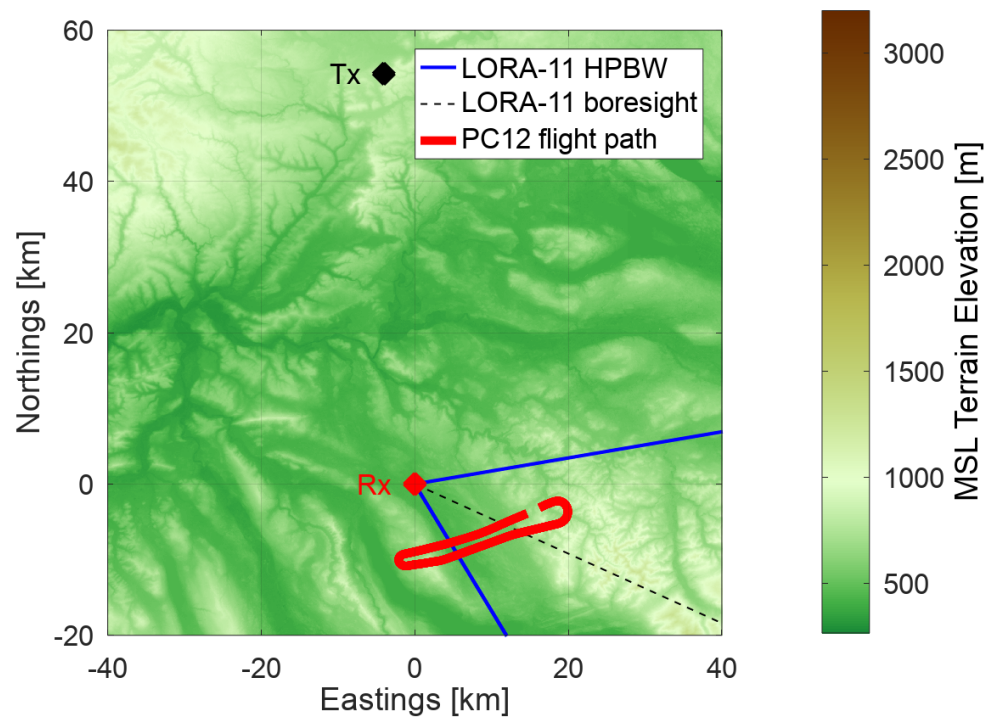 60
40
20
0
-20
-40
-20
0
20
40
Northings [km]
Eastings [km]
Tx
Rx
LORA-11 HPBW
LORA-11 boresight
PC12 flight path
3000
2500
2000
1500
1000
500
MSL Terrain Elevation [m]